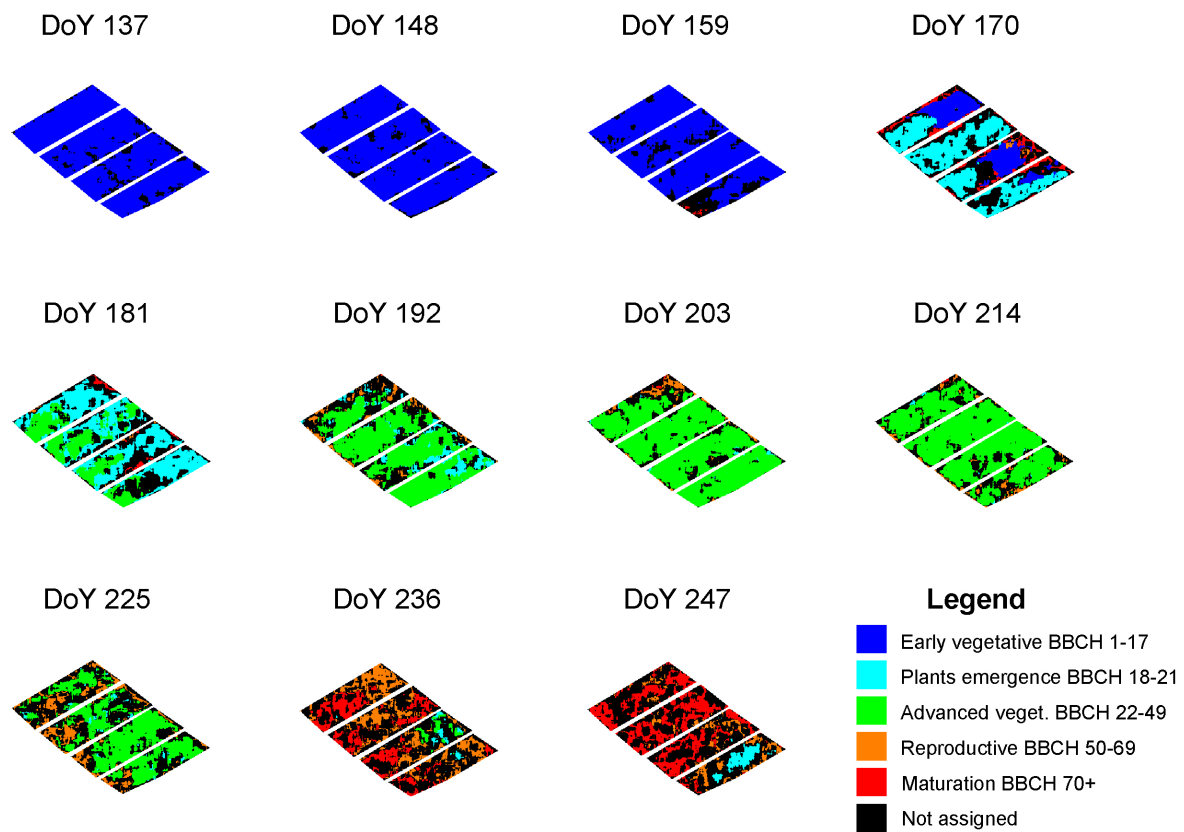 DoY 137
DoY 148
DoY 159
DoY 170
DoY 181
DoY 192
DoY 203
DoY 214
DoY 225
DoY 236
DoY 247
Legend
Early vegetative BBCH 1-17
Plants emergence BBCH 18-21
Advanced veget. BBCH 22-49
Reproductive BBCH 50-69
Maturation BBCH 70+
Not assigned